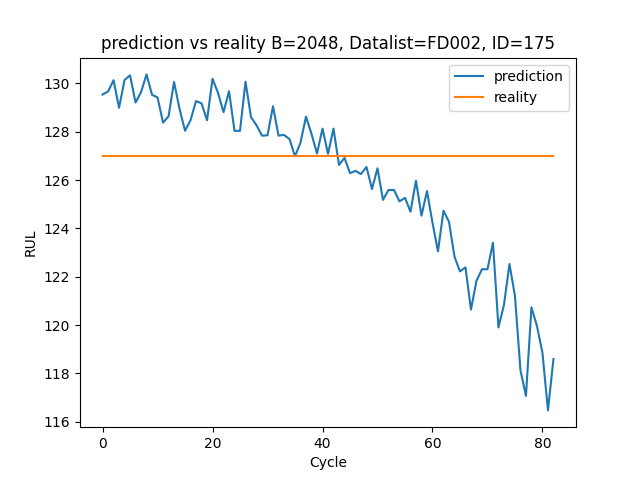 prediction vs reality B=2048, Datalist=FD002, ID=175
prediction
reality
130
128
126
124
122
120
118
116
RUL
0 20 40 60 80
Cycle